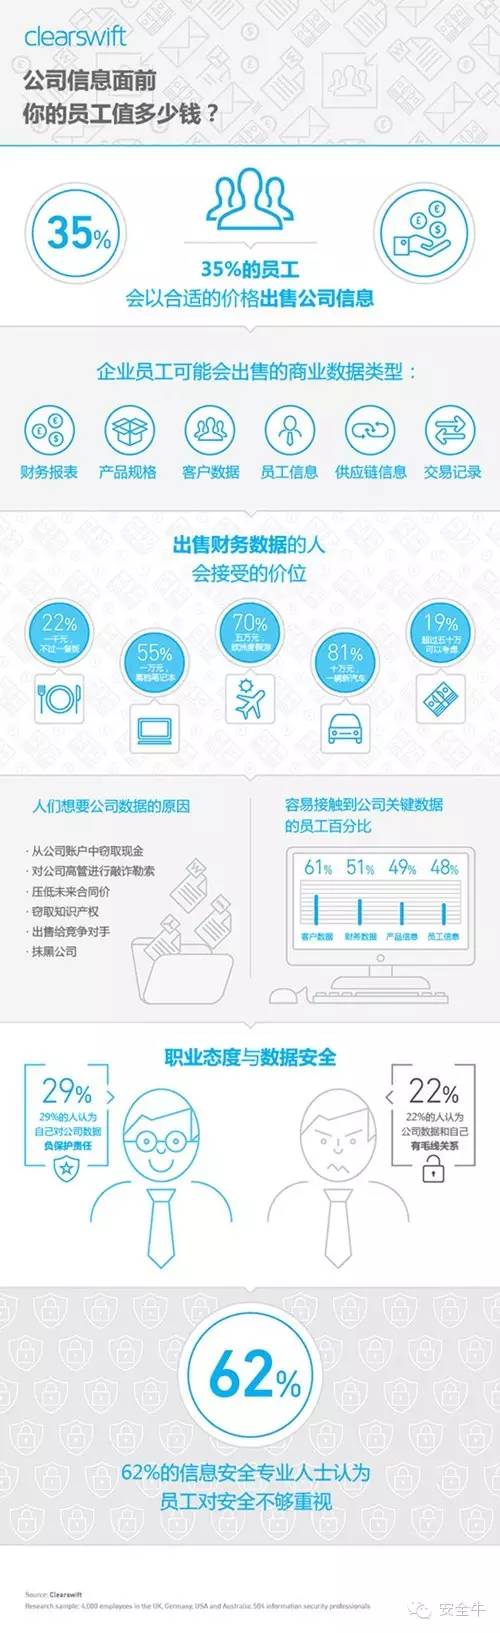 clearswift
公司信息面前
你的员工值多少钱？
35%
35%的员工
会以合适的价格出售公司信息
企业员工可能会出售的商业数据类型：
财务报表
产品规格
客户数据
员工信息
供应链信息
交易记录
出售财务数据的人
会接受的价位
22%
一千元，
不过一餐饭
55%
一万元，
高档笔记本
70%
五万元，
欧洲度假游
81%
十万元，
一辆新汽车
19%
超过五十万
可以考虑
人们想要公司数据的原因
· 从公司账户中窃取现金
· 对公司高管进行敲诈勒索
· 压低未来合同价
· 窃取知识产权
· 出售给竞争对手
· 抹黑公司
容易接触到公司关键数据
的员工百分比
61% 51% 49% 48%
客户数据 财务数据 产品信息 员工信息
职业态度与数据安全
29%
29%的人认为
自己对公司数据
负保护责任
22%
22%的人认为
公司数据和自己
有毛线关系
62%
62%的信息安全专业人士认为
员工对安全不够重视
Source: Clearswift
Research sample: 4,000 employees in the UK, Germany, USA and Australia; 504 information security professionals
安全牛